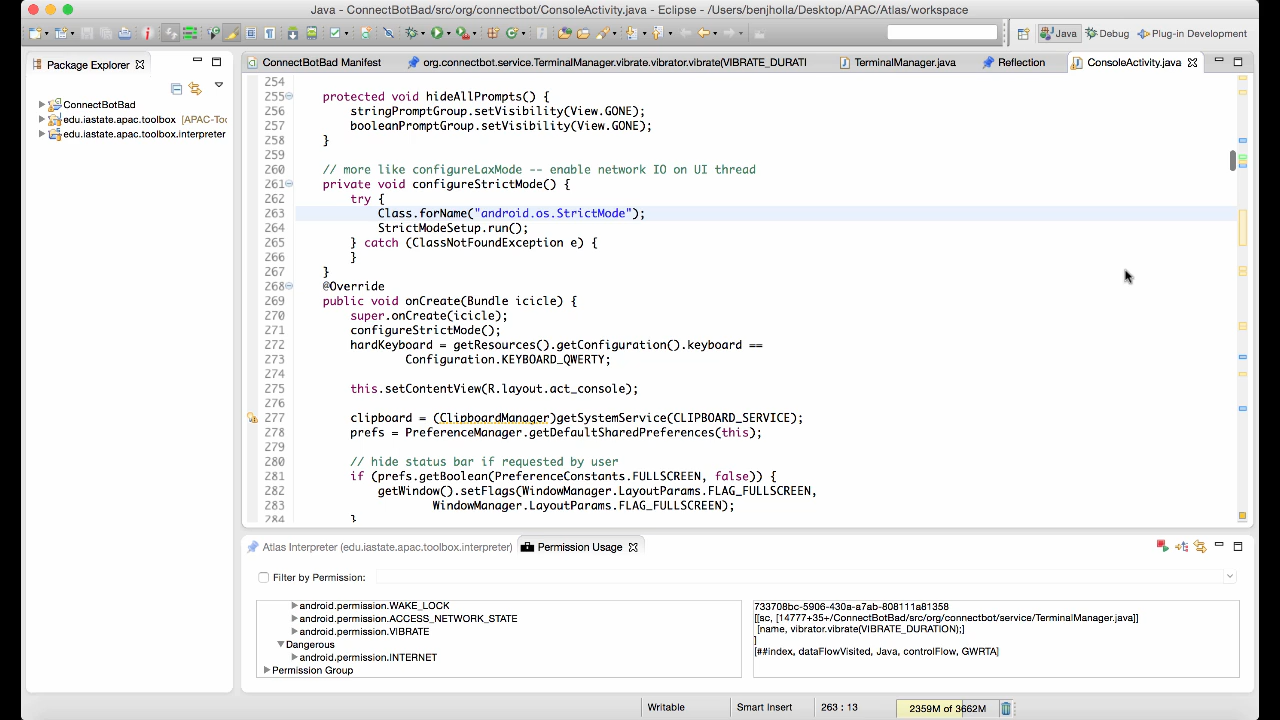 Java - ConnectBotBad/src/org/connectbot/ConsoleActivity.java - Eclipse - /Users/benjholla/Desktop/APAC/Atlas/workspace
Java Debug Plug-in Development
Package Explorer
ConnectBotBad Manifest org.connectbot.service.TerminalManager.vibrate.vibrator.vibrate(VIBRATE_DURATI TerminalManager.java Reflection ConsoleActivity.java
ConnectBotBad
edu.iastate.apac.toolbox [APAC-Too
edu.iastate.apac.toolbox.interpreter
254
255 protected void hideAllPrompts() {
256 stringPromptGroup.setVisibility(View.GONE);
257 booleanPromptGroup.setVisibility(View.GONE);
258 }
259
260 // more like configureLaxMode -- enable network IO on UI thread
261 private void configureStrictMode() {
262 try {
263 Class.forName("android.os.StrictMode");
264 StrictModeSetup.run();
265 } catch (ClassNotFoundException e) {
266 }
267 }
268 @Override
269 public void onCreate(Bundle icicle) {
270 super.onCreate(icicle);
271 configureStrictMode();
272 hardKeyboard = getResources().getConfiguration().keyboard ==
273 Configuration.KEYBOARD_QWERTY;
274
275 this.setContentView(R.layout.act_console);
276
277 clipboard = (ClipboardManager)getSystemService(CLIPBOARD_SERVICE);
278 prefs = PreferenceManager.getDefaultSharedPreferences(this);
279
280 // hide status bar if requested by user
281 if (prefs.getBoolean(PreferenceConstants.FULLSCREEN, false)) {
282 getWindow().setFlags(WindowManager.LayoutParams.FLAG_FULLSCREEN,
283 WindowManager.LayoutParams.FLAG_FULLSCREEN);
284 }
Atlas Interpreter (edu.iastate.apac.toolbox.interpreter) Permission Usage
Filter by Permission:
android.permission.WAKE_LOCK
android.permission.ACCESS_NETWORK_STATE
android.permission.VIBRATE
Dangerous
android.permission.INTERNET
Permission Group
733708bc-5906-430a-a7ab-808111a81358
[[ac, [14777+35+/ConnectBotBad/src/org/connectbot/service/TerminalManager.java]]
[name, vibrator.vibrate(VIBRATE_DURATION);]
]
[##index, dataFlowVisited, Java, controlFlow, GWRTA]
Writable Smart Insert 263 : 13 2359M of 3662M